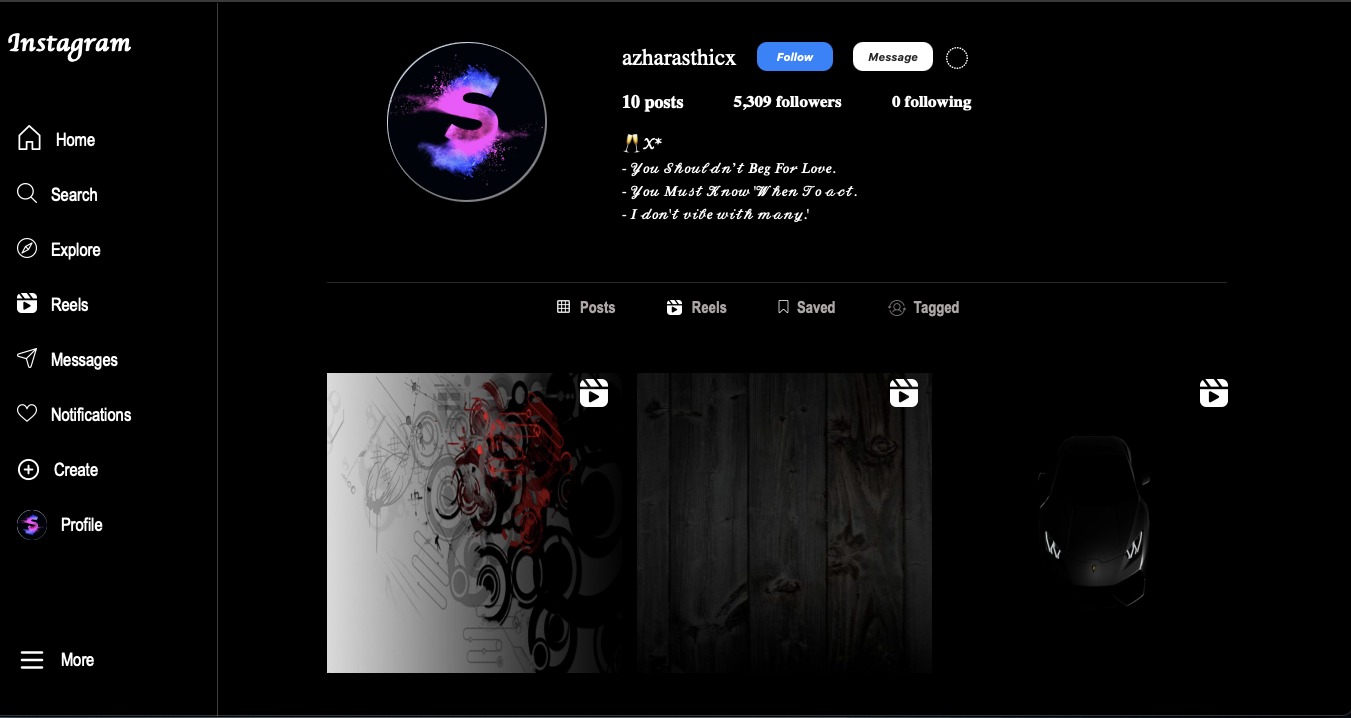 Instagram
Home
Search
Explore
Reels
Messages
Notifications
Create
Profile
More
azharasthicx Follow Message
10 posts 5,309 followers 0 following
🥂 X*
- You Shouldn't Beg For Love.
- You Must Know 'When To act.
- I don't vibe with many.'
Posts Reels Saved Tagged